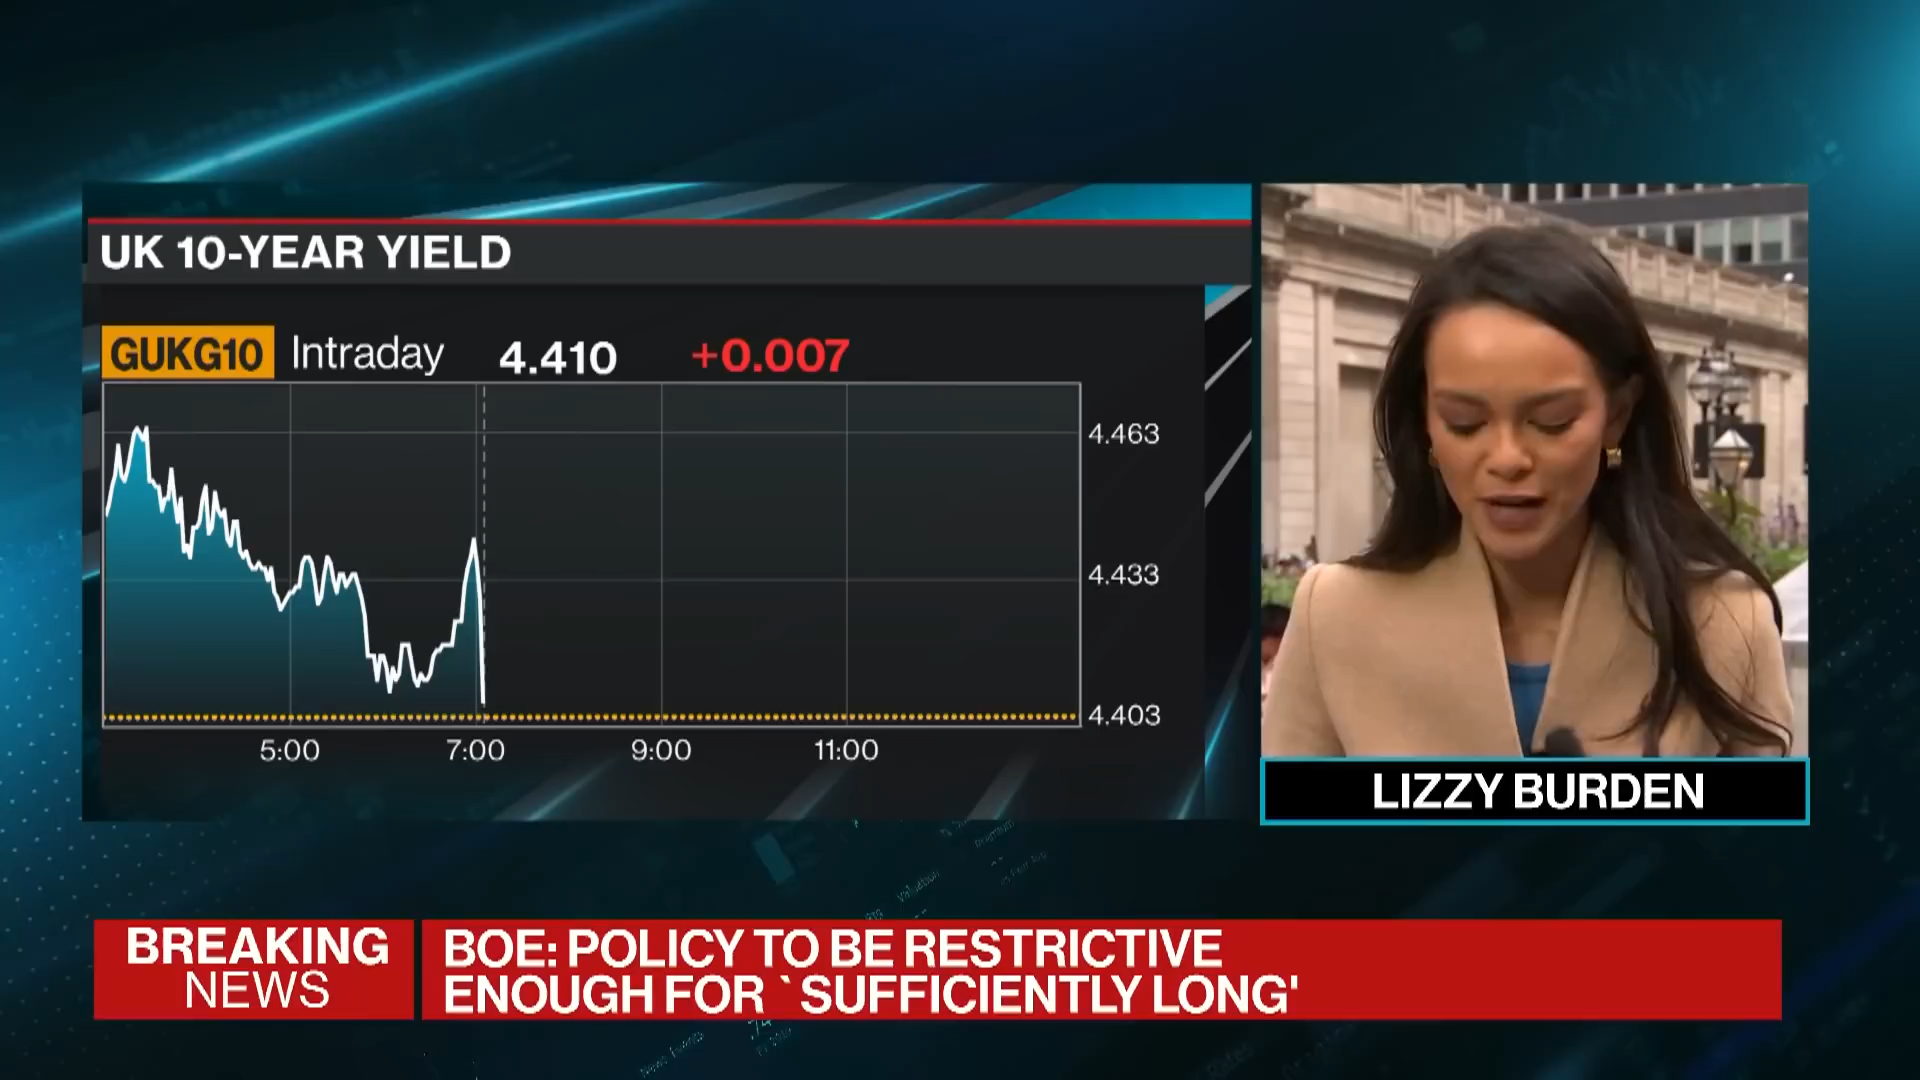 UK 10-YEAR YIELD
GUKG10 Intraday 4.410 +0.007
4.463
4.433
4.403
5:00 7:00 9:00 11:00
LIZZY BURDEN
BREAKING
NEWS
BOE: POLICY TO BE RESTRICTIVE
ENOUGH FOR `SUFFICIENTLY LONG'